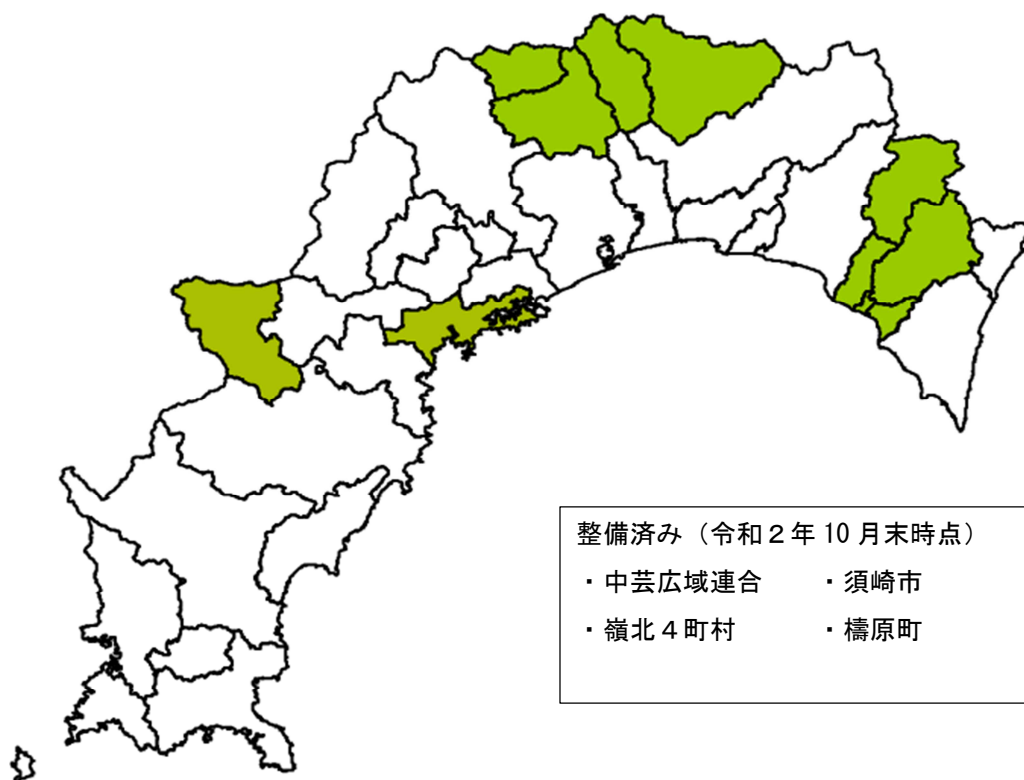 整備済み（令和２年 10 月末時点）
・中芸広域連合　　・須崎市
・嶺北４町村　　　・檮原町